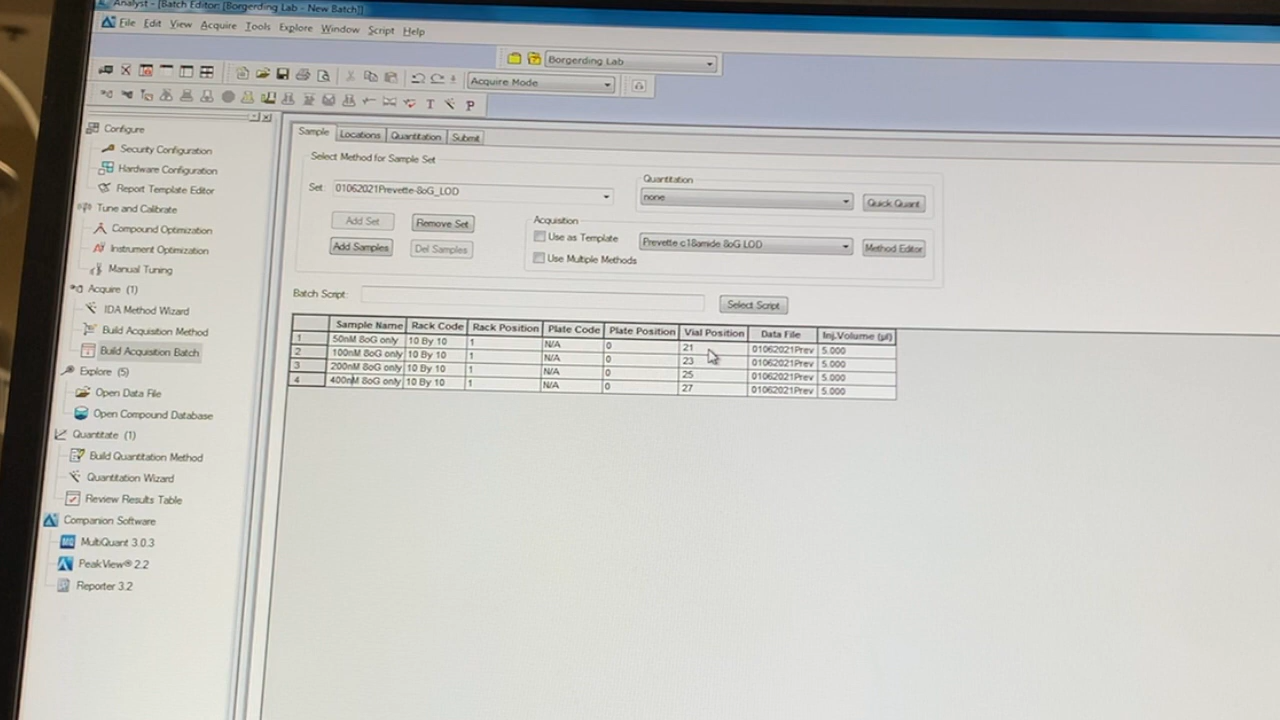 Analyst - [Batch Editor: [Borgerding Lab - New Batch]]
File Edit View Acquire Tools Explore Window Script Help
Borgerding Lab
Acquire Mode
T P
Configure
Security Configuration
Hardware Configuration
Report Template Editor
Tune and Calibrate
Compound Optimization
Instrument Optimization
Manual Tuning
Acquire (1)
IDA Method Wizard
Build Acquisition Method
Build Acquisition Batch
Explore (5)
Open Data File
Open Compound Database
Quantitate (1)
Build Quantitation Method
Quantitation Wizard
Review Results Table
Companion Software
MQ MultiQuant 3.0.3
PeakView® 2.2
Reporter 3.2
Sample Locations Quantitation Submit
Select Method for Sample Set
Set: 01062021Prevette-8oG_LOD
Add Set Remove Set
Add Samples Del Samples
Quantitation
none Quick Quant
Acquisition
Use as Template Prevette c18amide 8oG LOD Method Editor
Use Multiple Methods
Batch Script: Select Script
Sample Name Rack Code Rack Position Plate Code Plate Position Vial Position Data File Inj.Volume (µl)
1 50nM 8oG only 10 By 10 1 N/A 0 21 01062021Prev 5.000
2 100nM 8oG only 10 By 10 1 N/A 0 23 01062021Prev 5.000
3 200nM 8oG only 10 By 10 1 N/A 0 25 01062021Prev 5.000
4 400nM 8oG only 10 By 10 1 N/A 0 27 01062021Prev 5.000